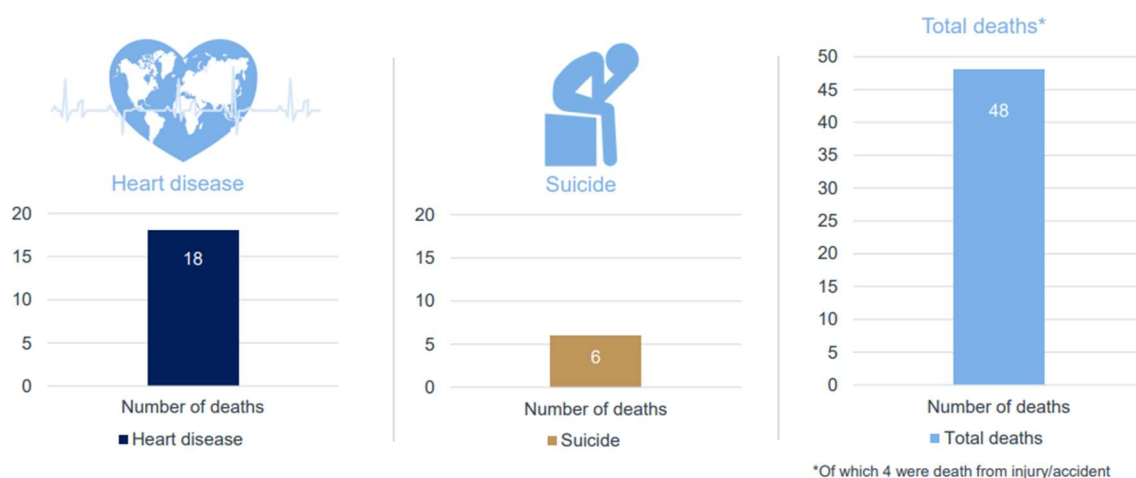 Heart disease
20
15
10
5
0
18
Number of deaths
Heart disease
Suicide
20
15
10
5
0
6
Number of deaths
Suicide
Total deaths*
50
45
40
35
30
25
20
15
10
5
0
48
Number of deaths
Total deaths
*Of which 4 were death from injury/accident